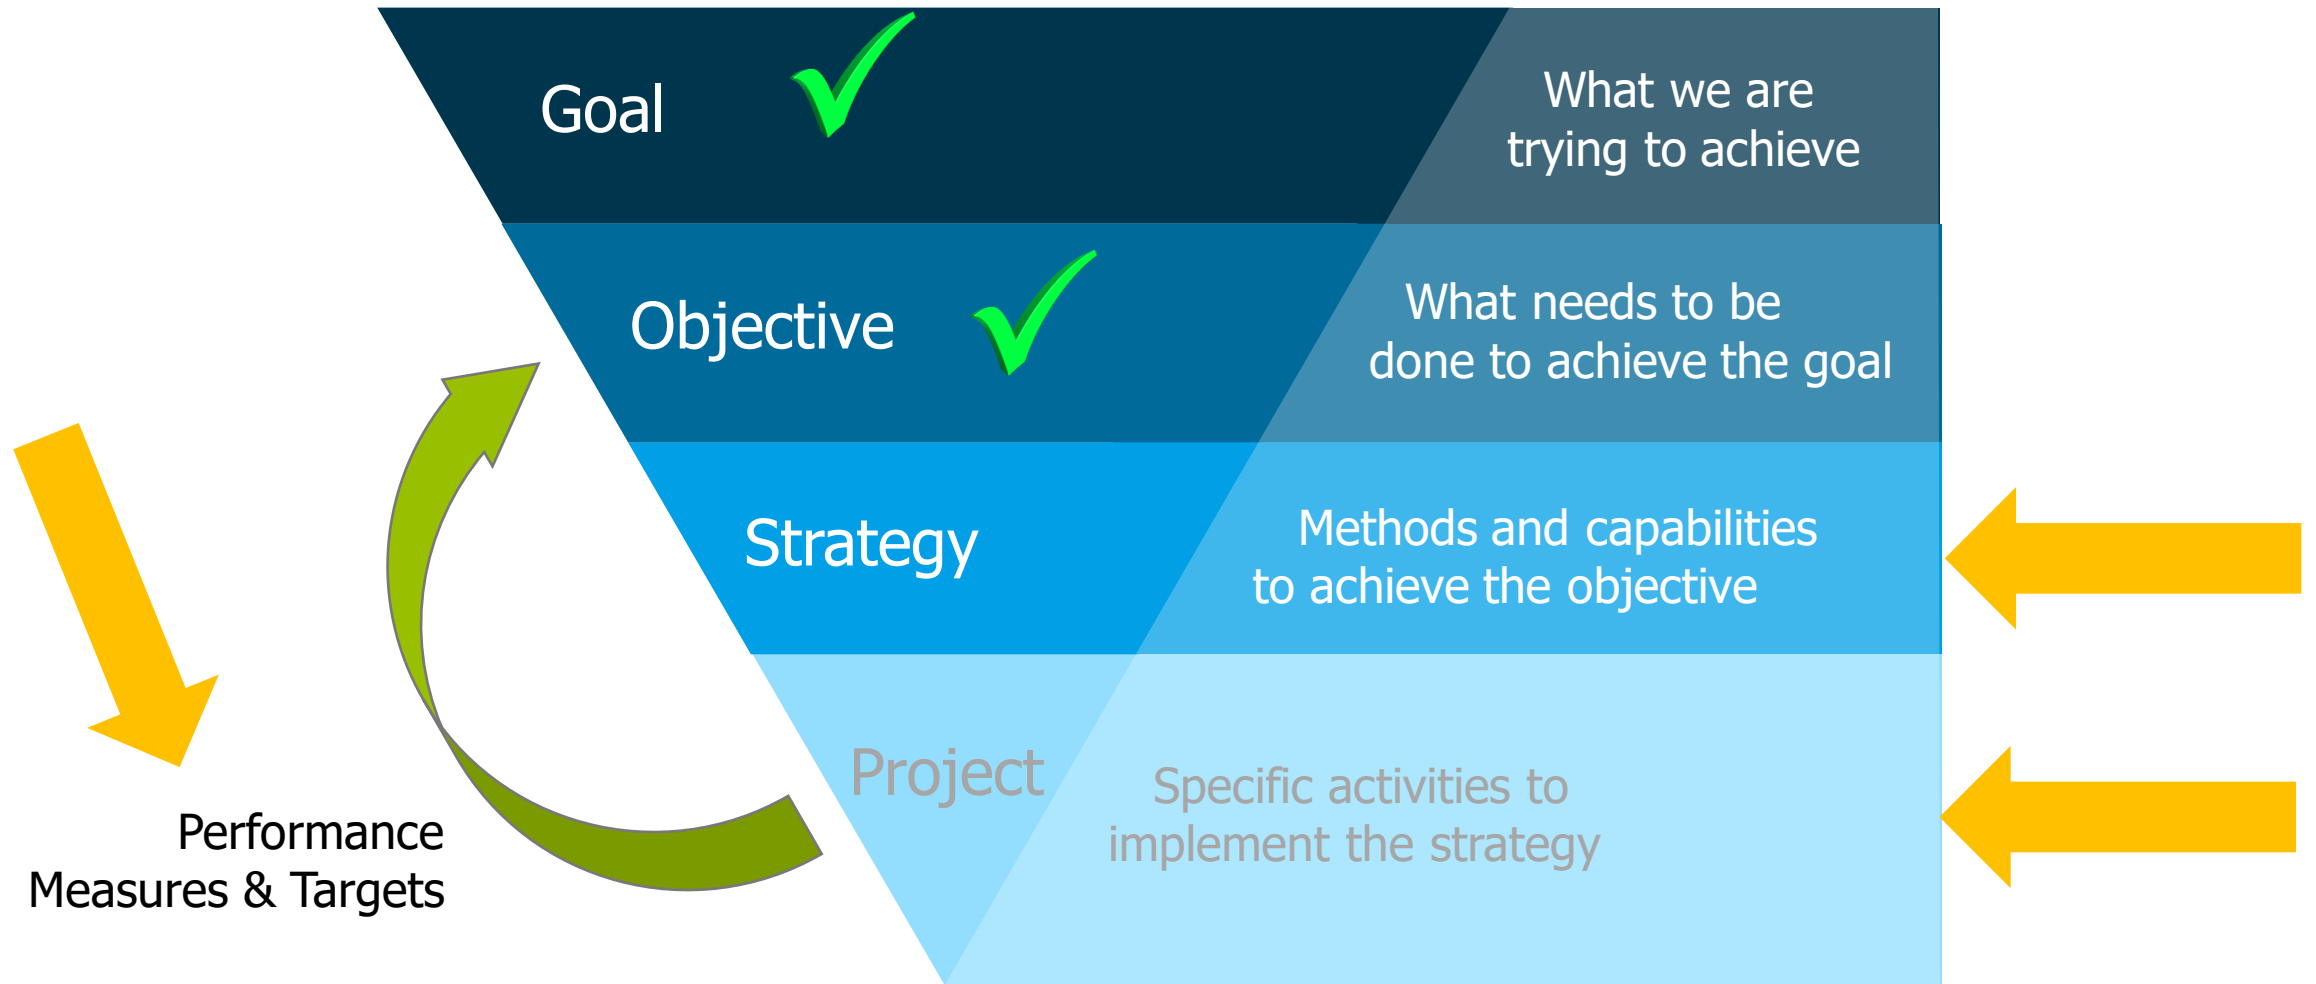 Goal
What we are
trying to achieve
Objective
What needs to be
done to achieve the goal
Strategy
Methods and capabilities
to achieve the objective
Project
Specific activities to
implement the strategy
Performance
Measures & Targets